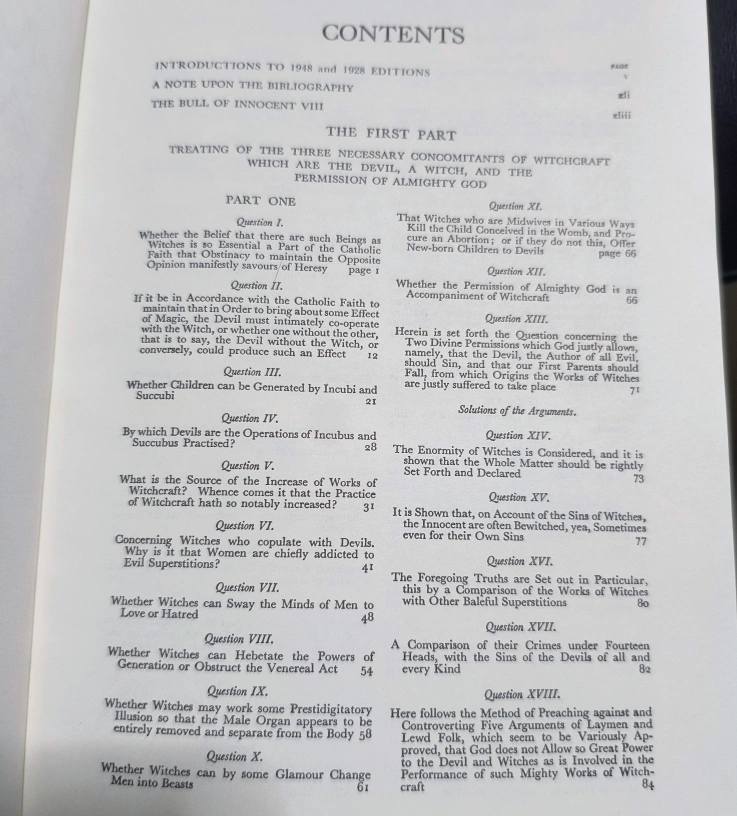 CONTENTS
PAGE
INTRODUCTIONS TO 1948 and 1928 EDITIONS v
A NOTE UPON THE BIBLIOGRAPHY xli
THE BULL OF INNOCENT VIII xliii
THE FIRST PART
TREATING OF THE THREE NECESSARY CONCOMITANTS OF WITCHCRAFT
WHICH ARE THE DEVIL, A WITCH, AND THE
PERMISSION OF ALMIGHTY GOD
PART ONE
Question I.
Whether the Belief that there are such Beings as
Witches is so Essential a Part of the Catholic
Faith that Obstinacy to maintain the Opposite
Opinion manifestly savours of Heresy page 1
Question II.
If it be in Accordance with the Catholic Faith to
maintain that in Order to bring about some Effect
of Magic, the Devil must intimately co-operate
with the Witch, or whether one without the other,
that is to say, the Devil without the Witch, or
conversely, could produce such an Effect 12
Question III.
Whether Children can be Generated by Incubi and
Succubi 21
Question IV.
By which Devils are the Operations of Incubus and
Succubus Practised? 28
Question V.
What is the Source of the Increase of Works of
Witchcraft? Whence comes it that the Practice
of Witchcraft hath so notably increased? 31
Question VI.
Concerning Witches who copulate with Devils.
Why is it that Women are chiefly addicted to
Evil Superstitions? 41
Question VII.
Whether Witches can Sway the Minds of Men to
Love or Hatred 48
Question VIII.
Whether Witches can Hebetate the Powers of
Generation or Obstruct the Venereal Act 54
Question IX.
Whether Witches may work some Prestidigitatory
Illusion so that the Male Organ appears to be
entirely removed and separate from the Body 58
Question X.
Whether Witches can by some Glamour Change
Men into Beasts 61
Question XI.
That Witches who are Midwives in Various Ways
Kill the Child Conceived in the Womb, and Pro-
cure an Abortion; or if they do not this, Offer
New-born Children to Devils page 66
Question XII.
Whether the Permission of Almighty God is an
Accompaniment of Witchcraft 66
Question XIII.
Herein is set forth the Question concerning the
Two Divine Permissions which God justly allows,
namely, that the Devil, the Author of all Evil,
should Sin, and that our First Parents should
Fall, from which Origins the Works of Witches
are justly suffered to take place 71
Solutions of the Arguments.
Question XIV.
The Enormity of Witches is Considered, and it is
shown that the Whole Matter should be rightly
Set Forth and Declared 73
Question XV.
It is Shown that, on Account of the Sins of Witches,
the Innocent are often Bewitched, yea, Sometimes
even for their Own Sins 77
Question XVI.
The Foregoing Truths are Set out in Particular,
this by a Comparison of the Works of Witches
with Other Baleful Superstitions 80
Question XVII.
A Comparison of their Crimes under Fourteen
Heads, with the Sins of the Devils of all and
every Kind 82
Question XVIII.
Here follows the Method of Preaching against and
Controverting Five Arguments of Laymen and
Lewd Folk, which seem to be Variously Ap-
proved, that God does not Allow so Great Power
to the Devil and Witches as is Involved in the
Performance of such Mighty Works of Witch-
craft 84